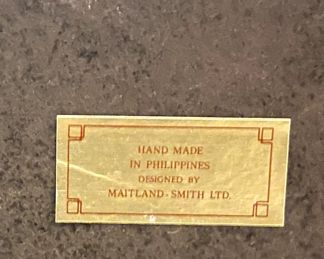 HAND MADE
IN PHILIPPINES
DESIGNED BY
MAITLAND-SMITH LTD.